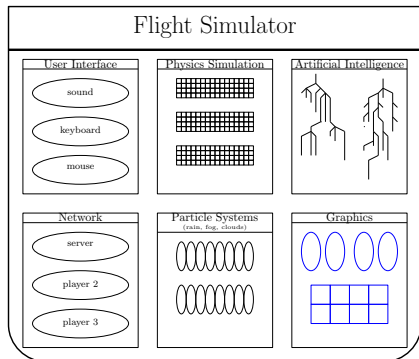 Flight Simulator
User Interface
sound
keyboard
mouse
Physics Simulation
Artificial Intelligence
Network
server
player 2
player 3
Particle Systems
(rain, fog, clouds)
Graphics